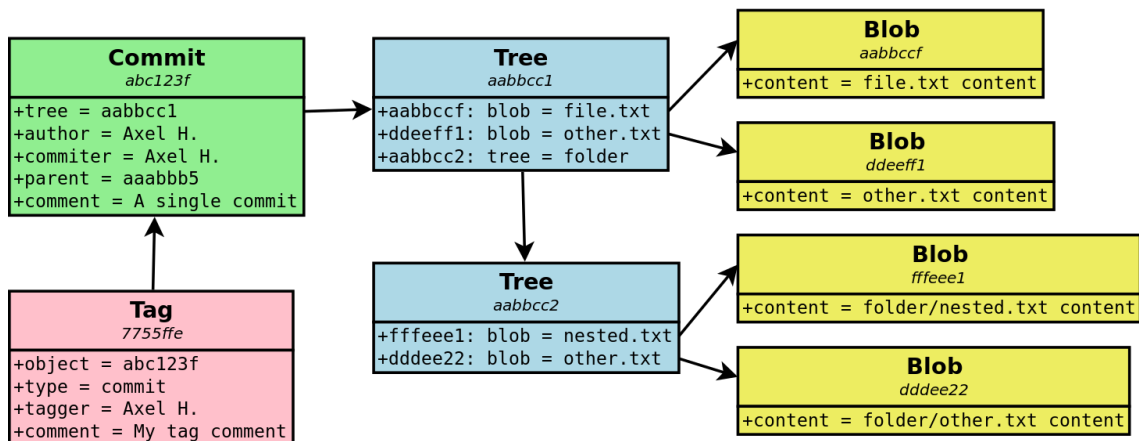 Commit
abc123f
+tree = aabbcc1
+author = Axel H.
+commiter = Axel H.
+parent = aaabbb5
+comment = A single commit
Tag
7755ffe
+object = abc123f
+type = commit
+tagger = Axel H.
+comment = My tag comment
Tree
aabbcc1
+aabbccf: blob = file.txt
+ddeeff1: blob = other.txt
+aabbcc2: tree = folder
Tree
aabbcc2
+fffeee1: blob = nested.txt
+dddee22: blob = other.txt
Blob
aabbccf
+content = file.txt content
Blob
ddeeff1
+content = other.txt content
Blob
fffeee1
+content = folder/nested.txt content
Blob
dddee22
+content = folder/other.txt content